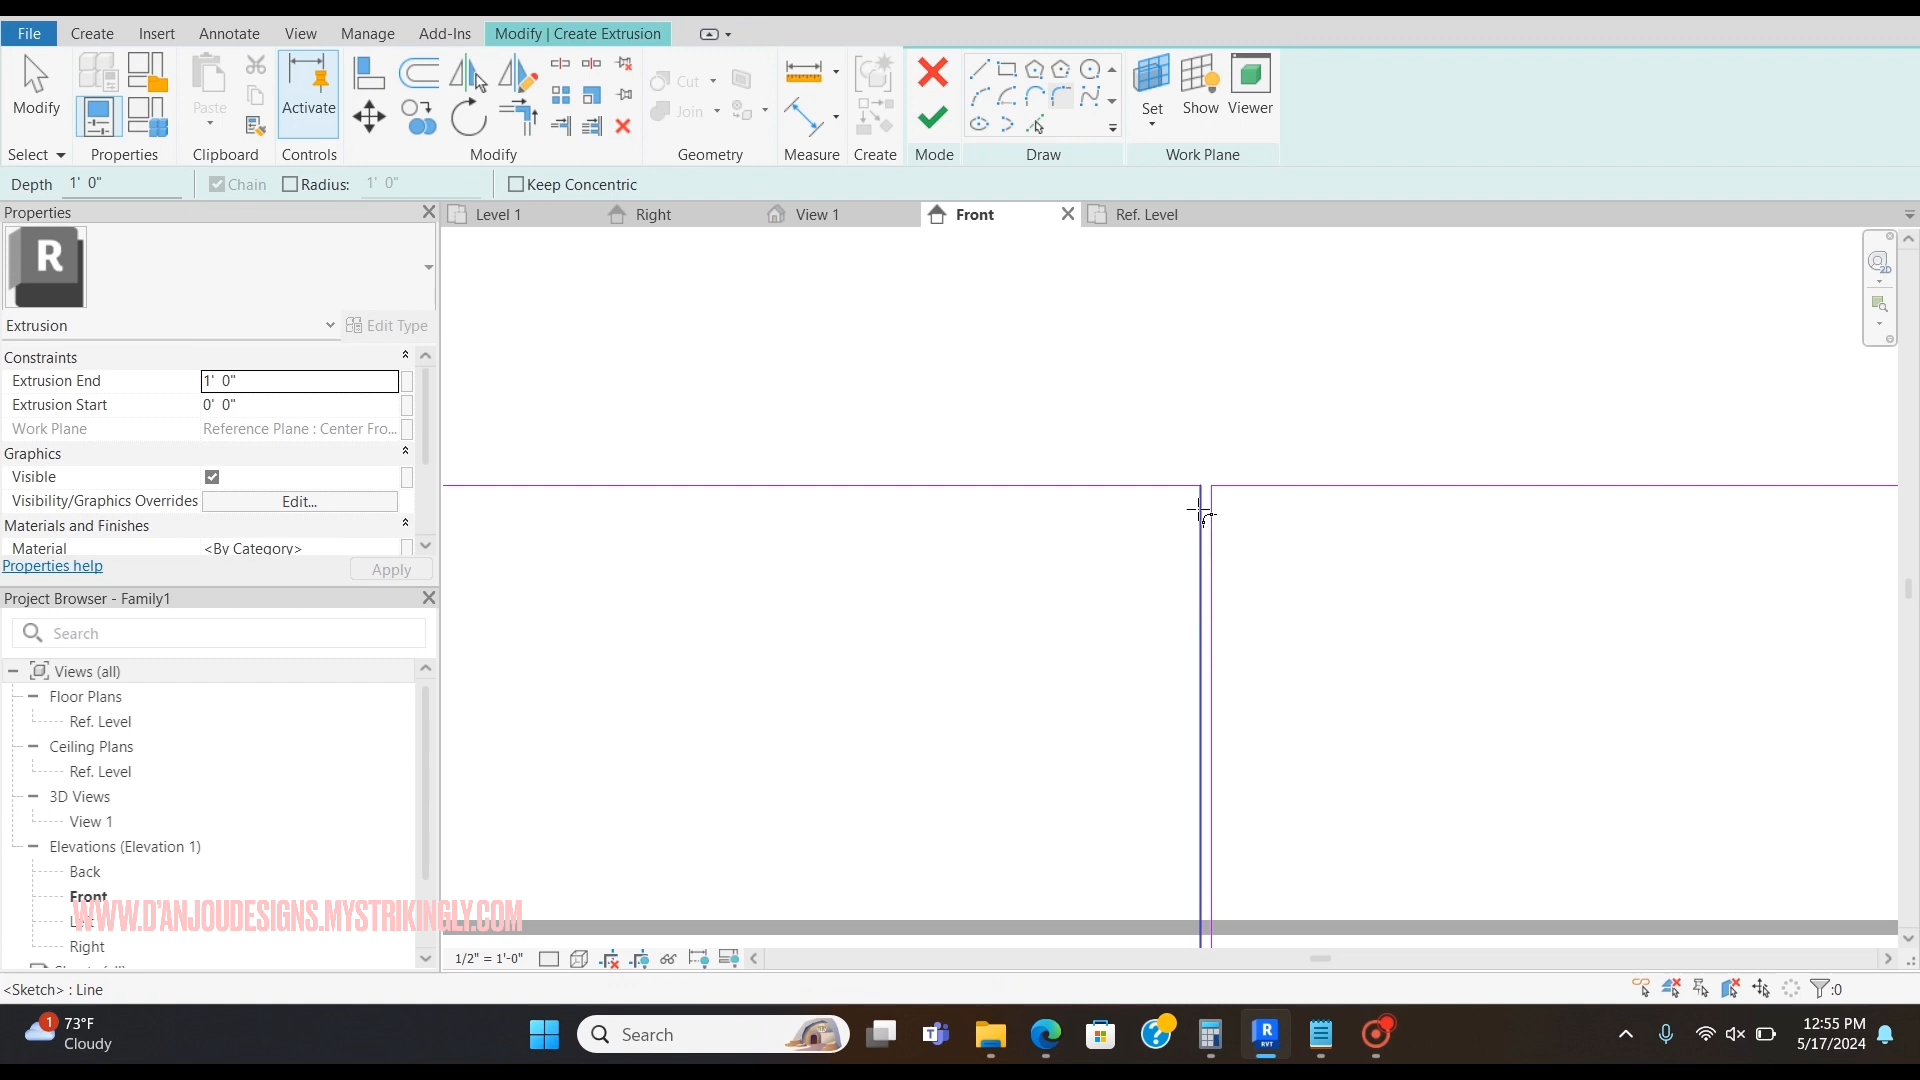 File Create Insert Annotate View Manage Add-Ins Modify | Create Extrusion
Modify Paste Activate Cut Join Set Show Viewer
Select Properties Clipboard Controls Modify Geometry Measure Create Mode Draw Work Plane
Depth 1' 0" Chain Radius: 1' 0" Keep Concentric
Properties
Level 1 Right View 1 Front Ref. Level
R
2D
Extrusion Edit Type
Constraints
Extrusion End 1' 0"
Extrusion Start 0' 0"
Work Plane Reference Plane : Center Fro...
Graphics
Visible
Visibility/Graphics Overrides Edit...
Materials and Finishes
Material <By Category>
Properties help Apply
Project Browser - Family1
Search
Views (all)
Floor Plans
Ref. Level
Ceiling Plans
Ref. Level
3D Views
View 1
Elevations (Elevation 1)
Back
Front
WWW.D'ANJOUDESIGNS.MYSTRIKINGLY.COM
Right
1/2" = 1'-0"
<Sketch> : Line
:0
1 73°F
Cloudy
Search
R
RVT
12:55 PM
5/17/2024